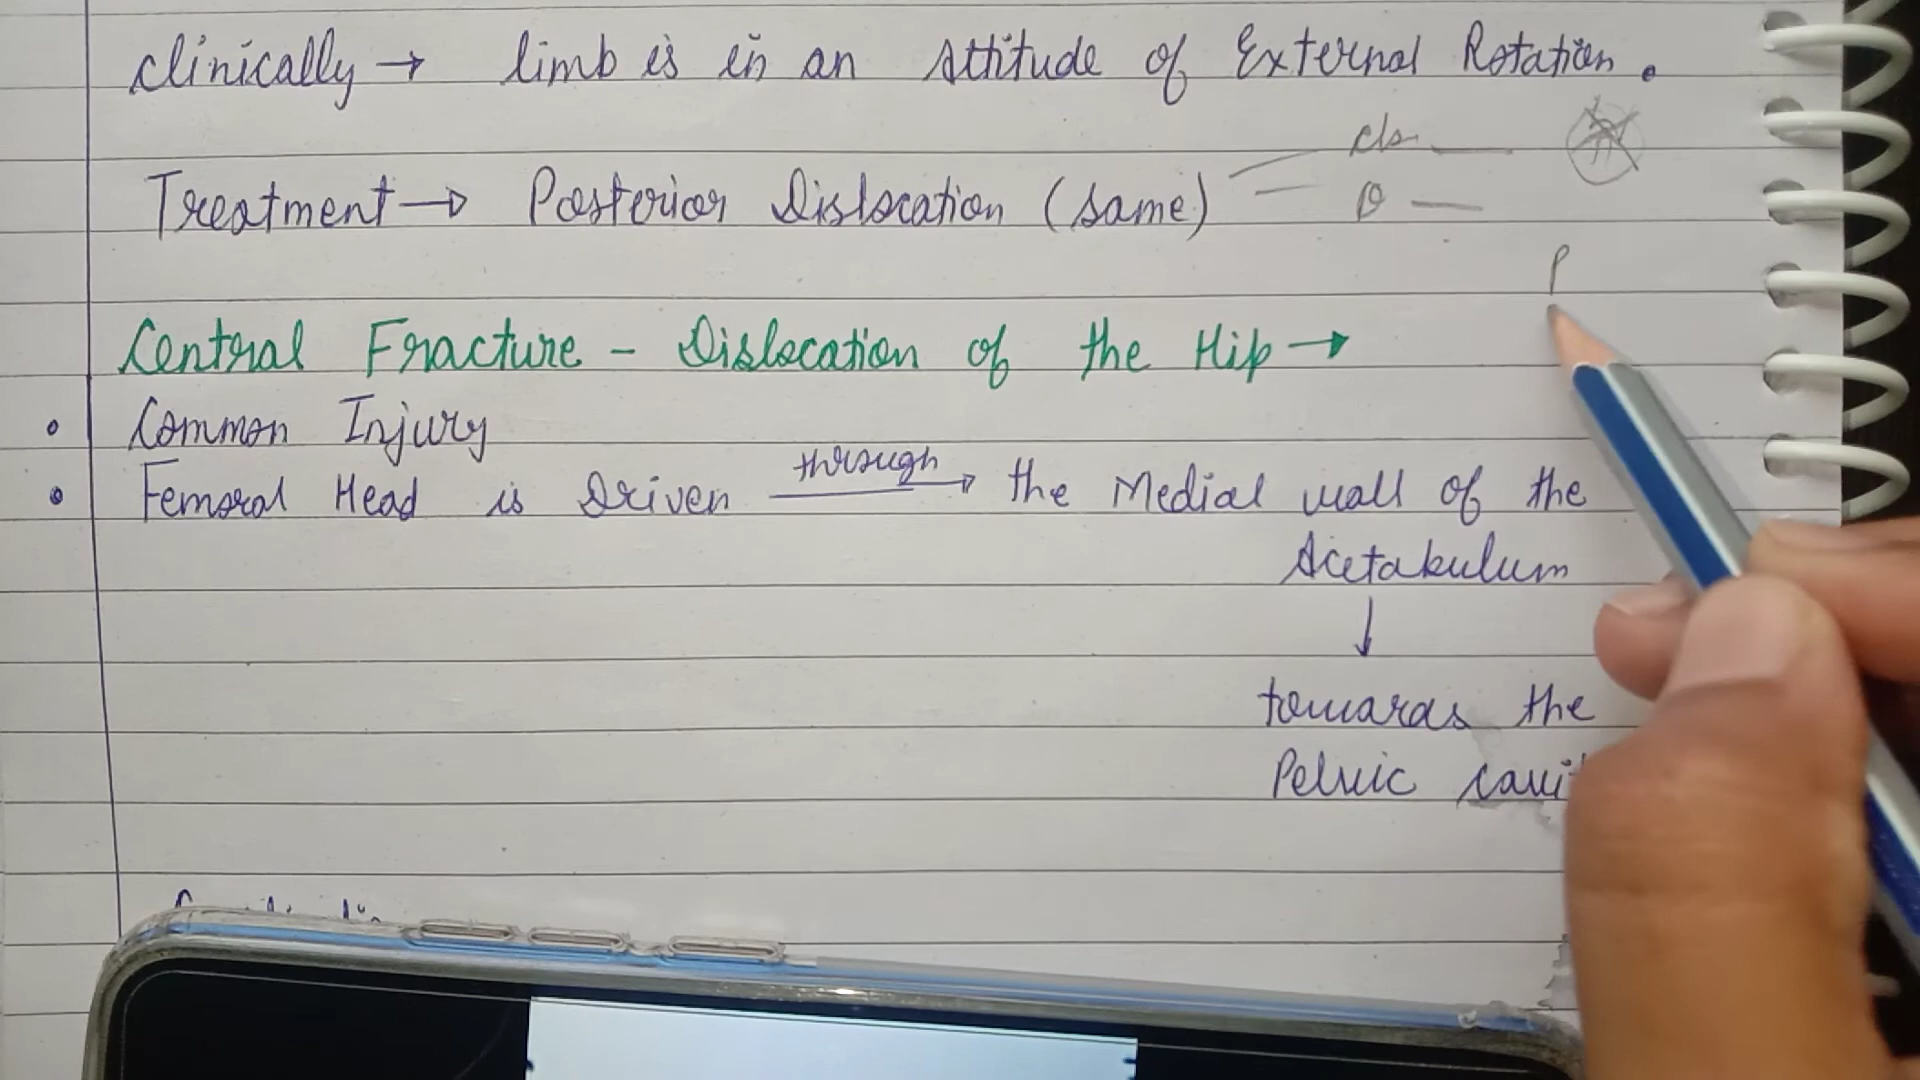 Clinically → limb is in an Attitude of External Rotation.
Treatment → Posterior Dislocation (same)
P
Central Fracture - Dislocation of the Hip →
• Common Injury
• Femoral Head is Driven through → the Medial wall of the
Acetabulum
↓
towards the
Pelvic cavi